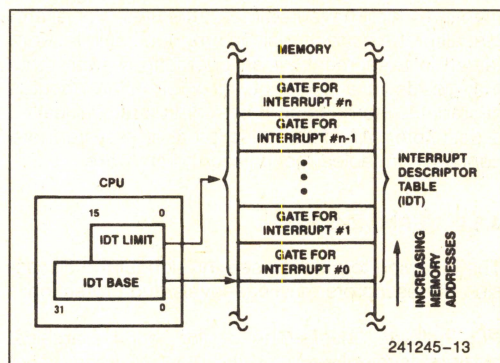 MEMORY
GATE FOR
INTERRUPT #n
GATE FOR
INTERRUPT #n-1
INTERRUPT
DESCRIPTOR
TABLE
(IDT)
CPU
15 0
IDT LIMIT
GATE FOR
INTERRUPT #1
GATE FOR
INTERRUPT #0
IDT BASE
31 0
INCREASING
MEMORY
ADDRESSES
241245-13